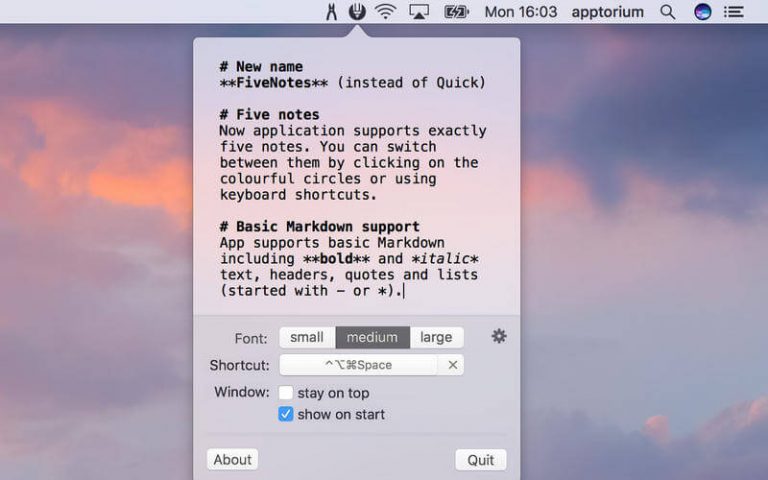 Mon 16:03 apptorium
# New name
**FiveNotes** (instead of Quick)
# Five notes
Now application supports exactly
five notes. You can switch
between them by clicking on the
colourful circles or using
keyboard shortcuts.
# Basic Markdown support
App supports basic Markdown
including **bold** and *italic*
text, headers, quotes and lists
(started with - or *).
Font: small medium large
Shortcut: ^⌥⌘Space ×
Window: stay on top
show on start
About Quit